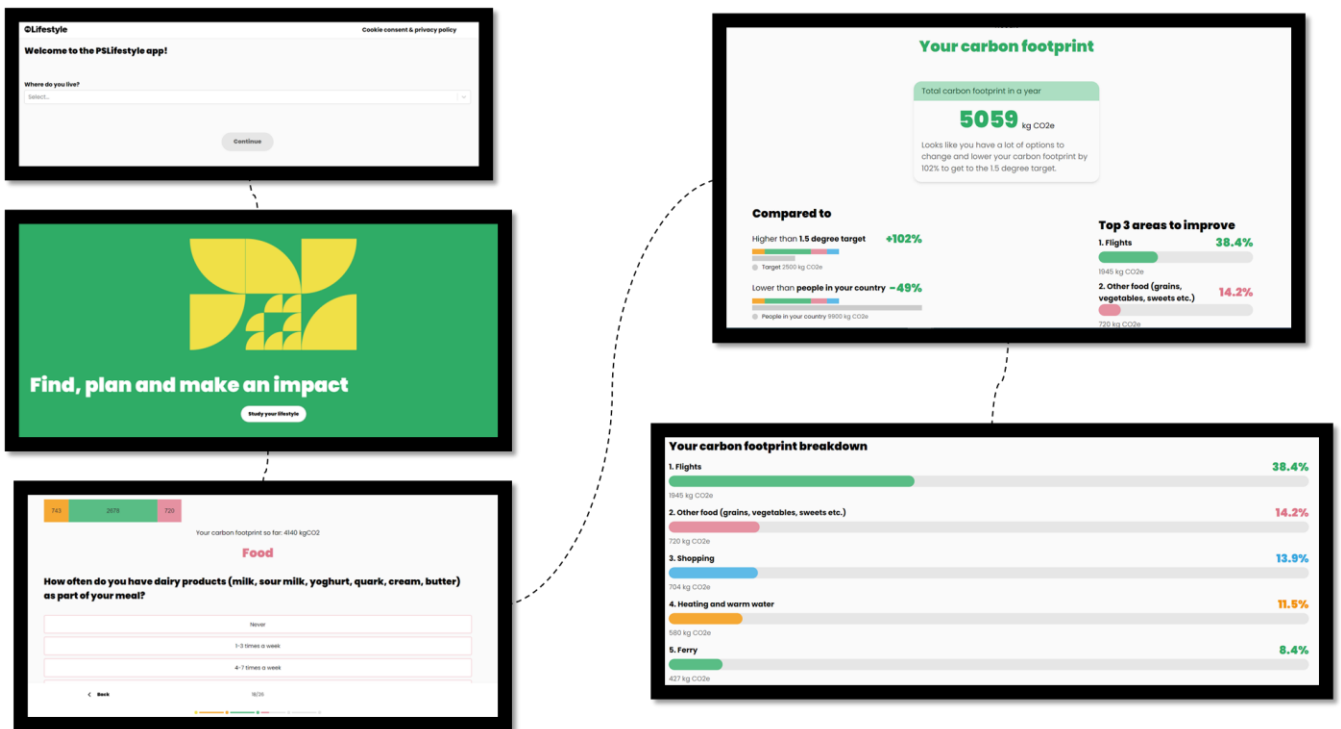 Lifestyle
Cookie consent & privacy policy
Welcome to the PSLifestyle app!
Where do you live?
Select...
Continue
Find, plan and make an impact
Study your lifestyle
743
720
Your carbon footprint so far: 4140 kgCO2
Food
How often do you have dairy products (milk, sour milk, yoghurt, quark, cream, butter)
as part of your meal?
Never
1-3 times a week
4-7 times a week
Back
Your carbon footprint
Total carbon footprint in a year
5059 kg CO2e
Looks like you have a lot of options to
change and lower your carbon footprint by
102% to get to the 1.5 degree target.
Compared to
Higher than 1.5 degree target +102%
Target 2500 kg CO2e
Lower than people in your country -49%
People in your country 9900 kg CO2e
Top 3 areas to improve
1. Flights 38.4%
1945 kg CO2e
2. Other food (grains,
vegetables, sweets etc.) 14.2%
720 kg CO2e
Your carbon footprint breakdown
1. Flights 38.4%
1945 kg CO2e
2. Other food (grains, vegetables, sweets etc.) 14.2%
720 kg CO2e
3. Shopping 13.9%
704 kg CO2e
4. Heating and warm water 11.5%
580 kg CO2e
5. Ferry 8.4%
427 kg CO2e